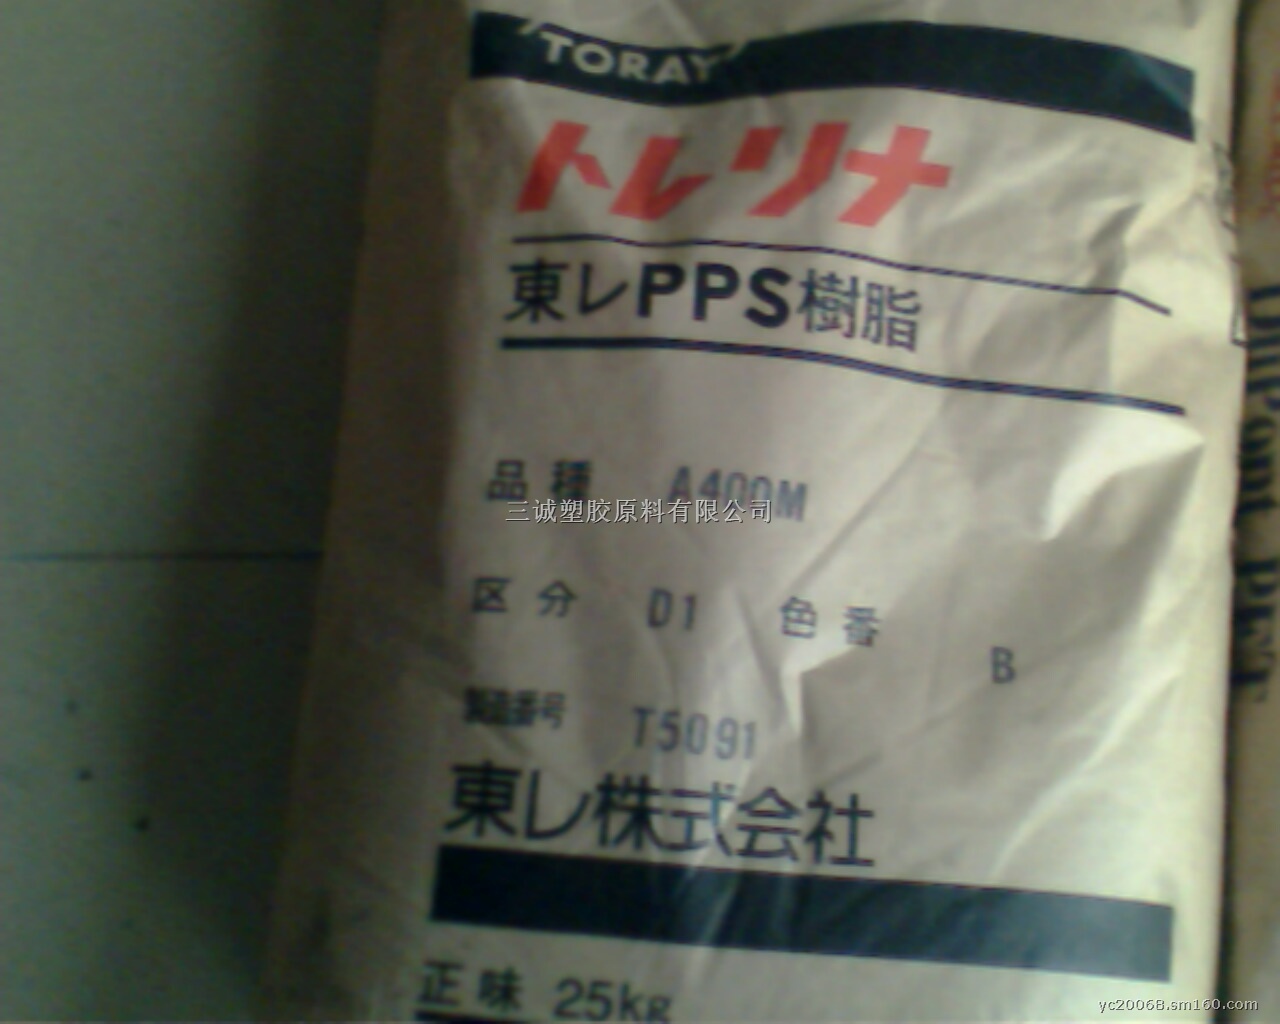 TORAY
トレリナ
東レPPS樹脂
品種 A400M
三诚塑胶原料有限公司
区分 D1 色番 B
製造番号 T5091
東レ株式会社
正味 25kg
DuPont PET
yc20068.sm160.com